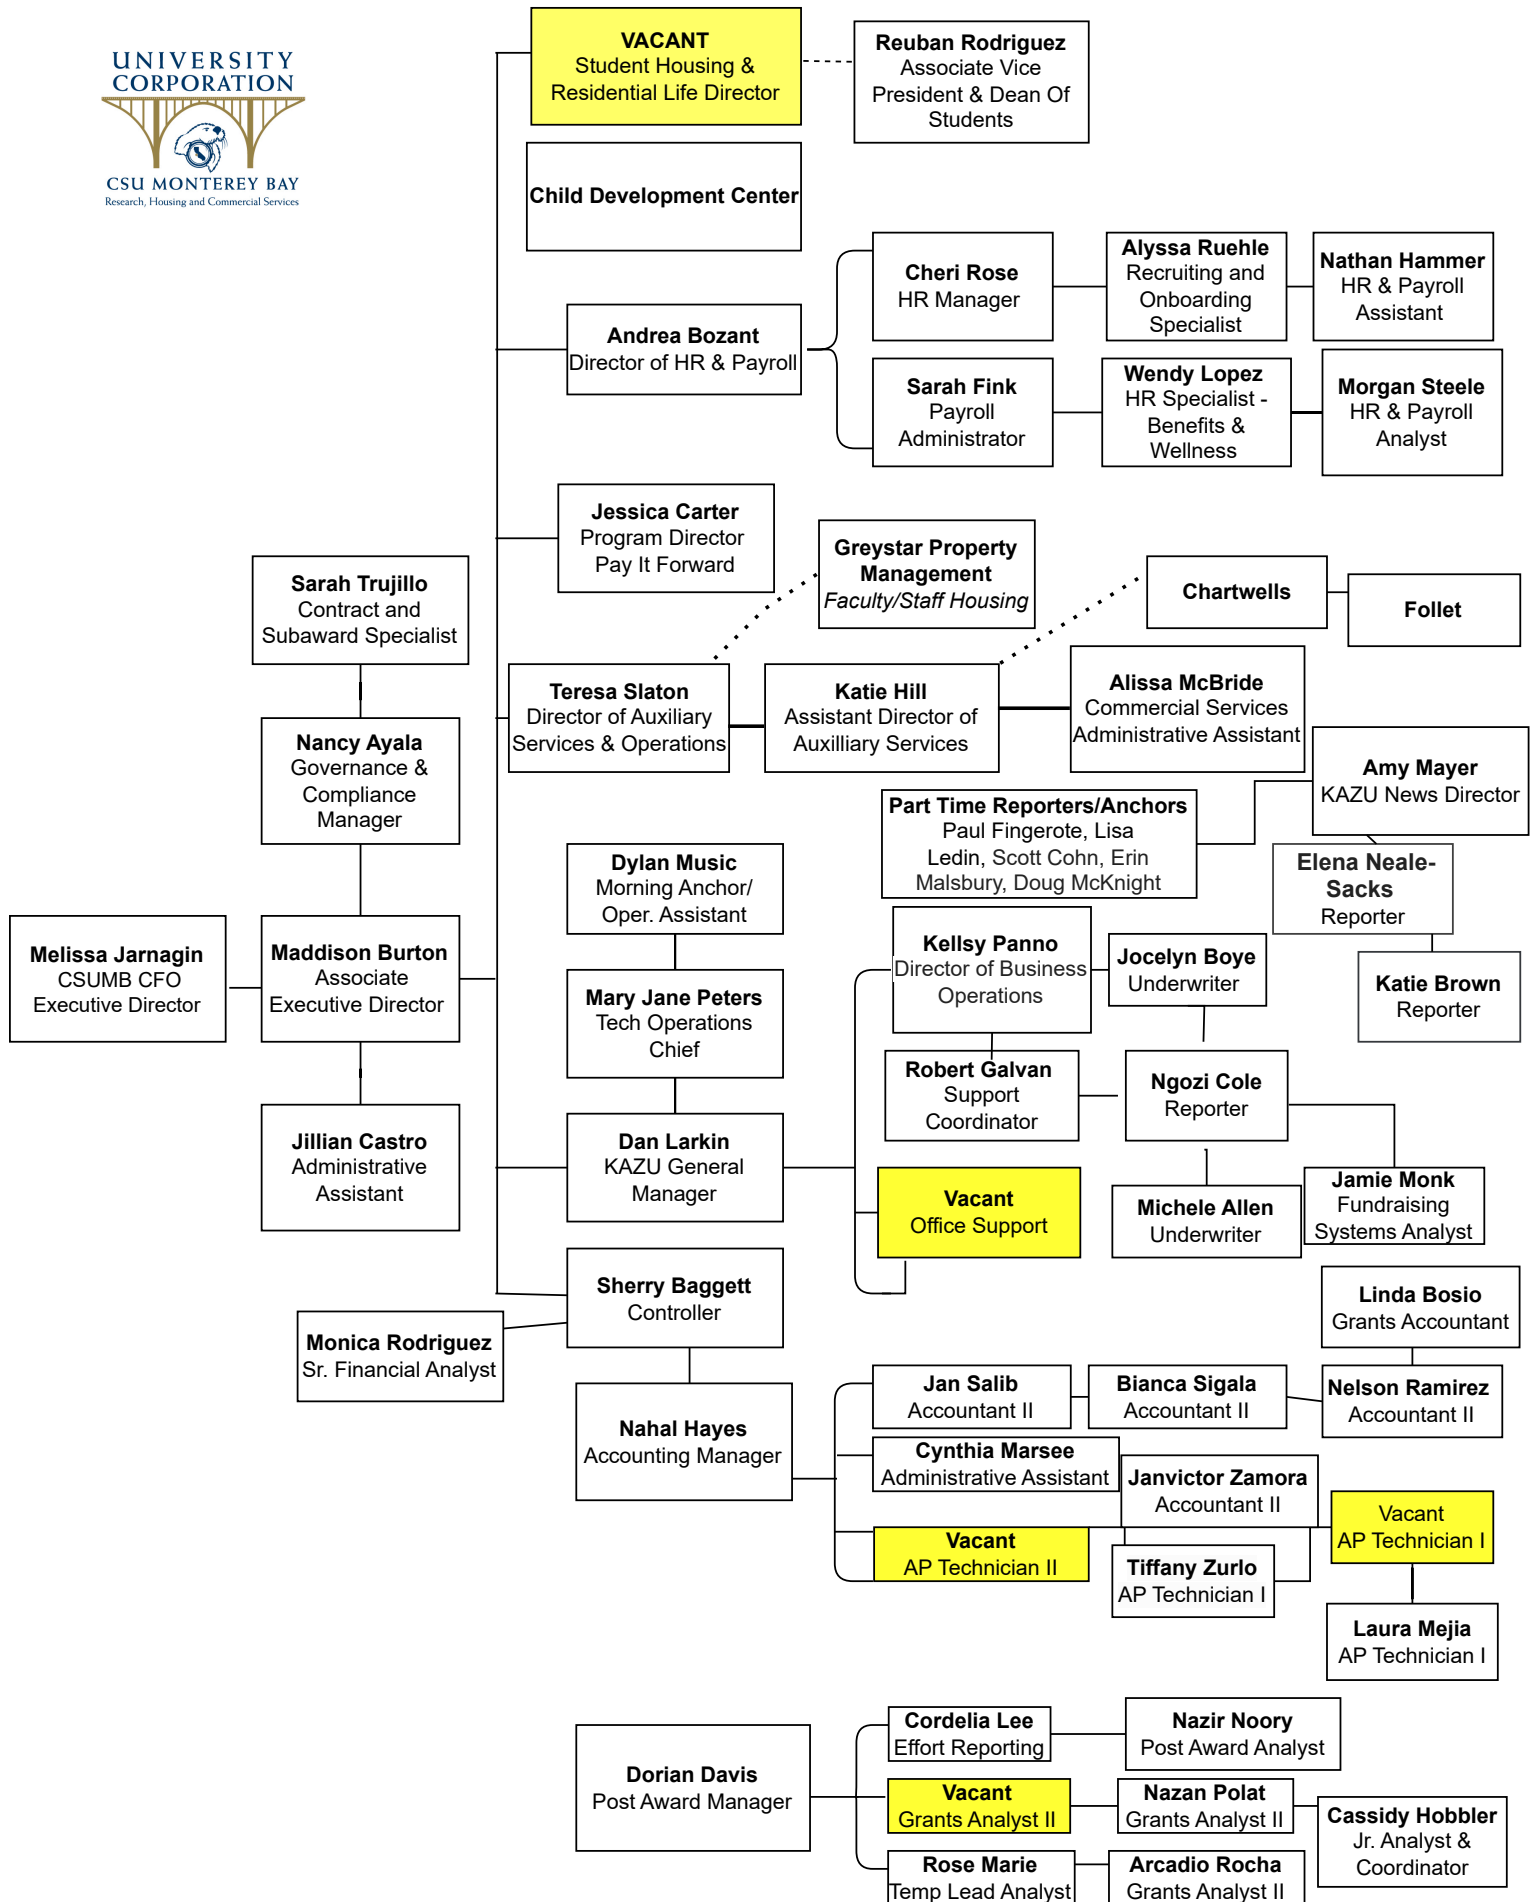 UNIVERSITY
CORPORATION
CSU MONTEREY BAY
Research, Housing and Commercial Services
VACANT
Student Housing &
Residential Life Director
Reuban Rodriguez
Associate Vice
President & Dean Of
Students
Child Development Center
Andrea Bozant
Director of HR & Payroll
Cheri Rose
HR Manager
Alyssa Ruehle
Recruiting and
Onboarding
Specialist
Nathan Hammer
HR & Payroll
Assistant
Sarah Fink
Payroll
Administrator
Wendy Lopez
HR Specialist -
Benefits &
Wellness
Morgan Steele
HR & Payroll
Analyst
Jessica Carter
Program Director
Pay It Forward
Greystar Property
Management
Faculty/Staff Housing
Chartwells
Follet
Sarah Trujillo
Contract and
Subaward Specialist
Teresa Slaton
Director of Auxiliary
Services & Operations
Katie Hill
Assistant Director of
Auxilliary Services
Alissa McBride
Commercial Services
Administrative Assistant
Nancy Ayala
Governance &
Compliance
Manager
Amy Mayer
KAZU News Director
Part Time Reporters/Anchors
Paul Fingerote, Lisa
Ledin, Scott Cohn, Erin
Malsbury, Doug McKnight
Elena Neale-
Sacks
Reporter
Katie Brown
Reporter
Dylan Music
Morning Anchor/
Oper. Assistant
Melissa Jarnagin
CSUMB CFO
Executive Director
Maddison Burton
Associate
Executive Director
Mary Jane Peters
Tech Operations
Chief
Kellsy Panno
Director of Business
Operations
Jocelyn Boye
Underwriter
Robert Galvan
Support
Coordinator
Ngozi Cole
Reporter
Jillian Castro
Administrative
Assistant
Dan Larkin
KAZU General
Manager
Vacant
Office Support
Michele Allen
Underwriter
Jamie Monk
Fundraising
Systems Analyst
Sherry Baggett
Controller
Monica Rodriguez
Sr. Financial Analyst
Linda Bosio
Grants Accountant
Nahal Hayes
Accounting Manager
Jan Salib
Accountant II
Bianca Sigala
Accountant II
Nelson Ramirez
Accountant II
Cynthia Marsee
Administrative Assistant
Janvictor Zamora
Accountant II
Vacant
AP Technician II
Tiffany Zurlo
AP Technician I
Vacant
AP Technician I
Laura Mejia
AP Technician I
Dorian Davis
Post Award Manager
Cordelia Lee
Effort Reporting
Nazir Noory
Post Award Analyst
Vacant
Grants Analyst II
Nazan Polat
Grants Analyst II
Cassidy Hobbler
Jr. Analyst &
Coordinator
Rose Marie
Temp Lead Analyst
Arcadio Rocha
Grants Analyst II